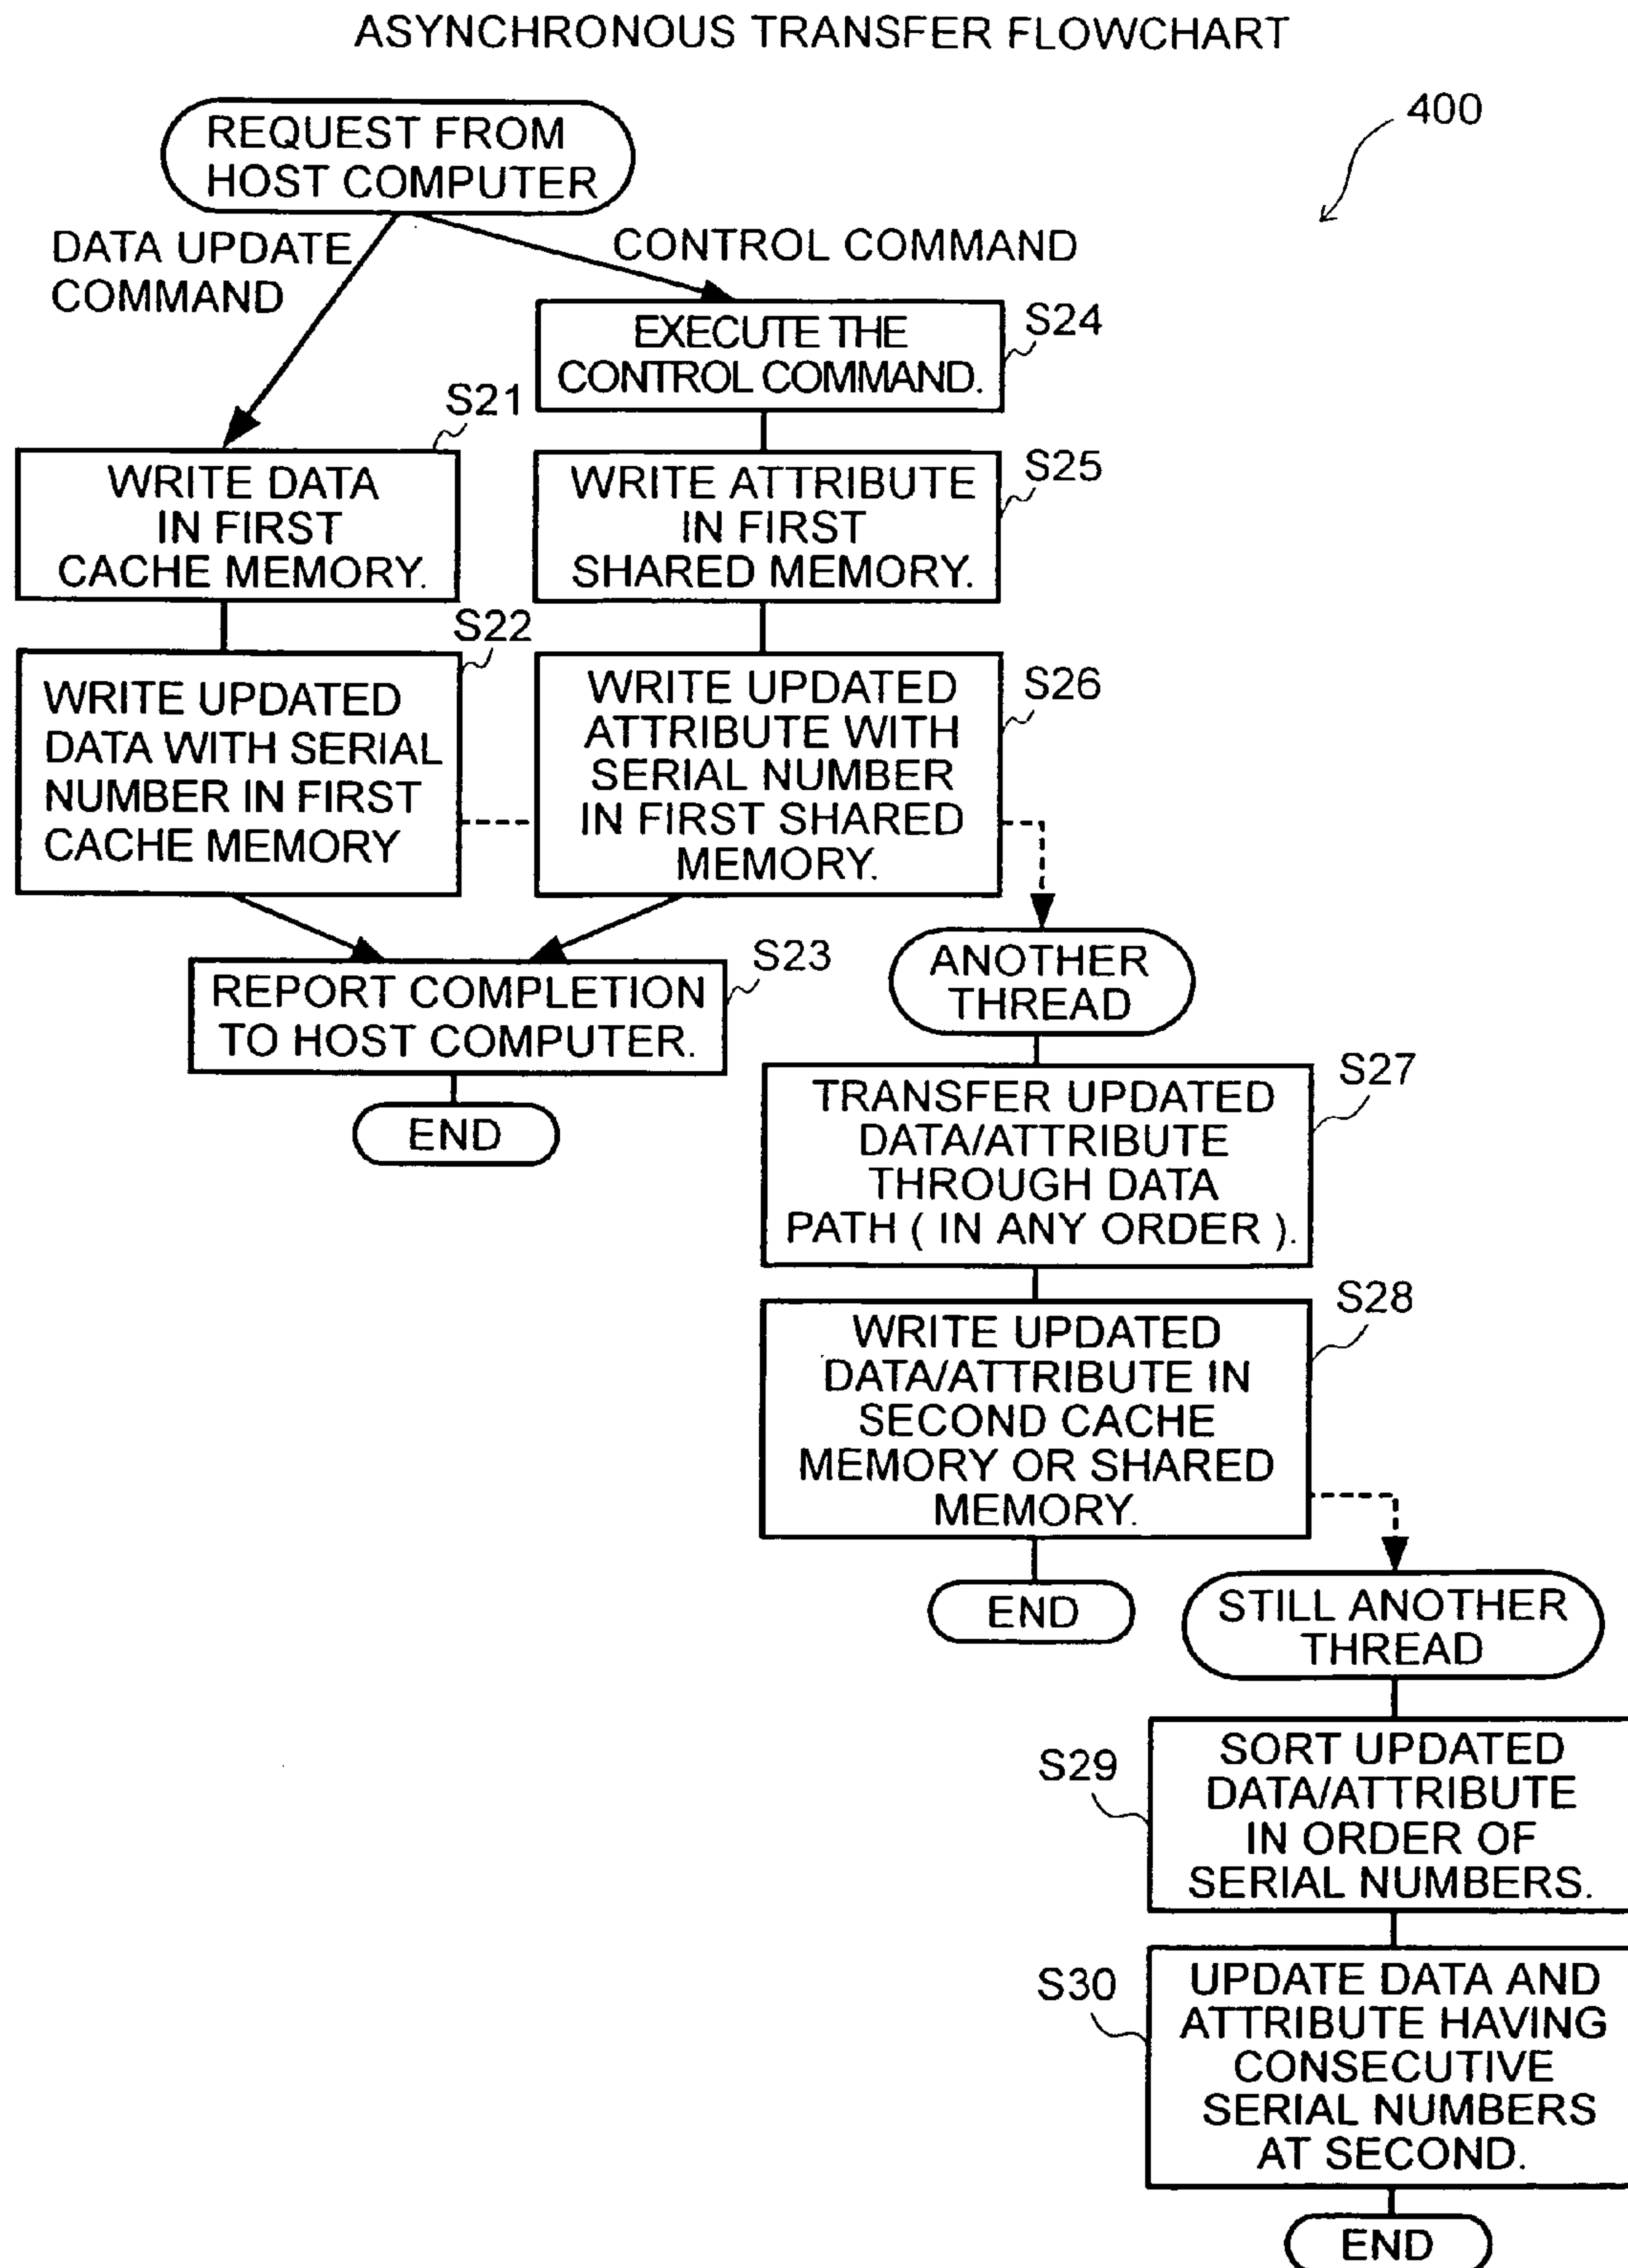 ASYNCHRONOUS TRANSFER FLOWCHART
400
REQUEST FROM
HOST COMPUTER
DATA UPDATE
COMMAND
CONTROL COMMAND
S24
EXECUTE THE
CONTROL COMMAND.
S21
WRITE DATA
IN FIRST
CACHE MEMORY.
S25
WRITE ATTRIBUTE
IN FIRST
SHARED MEMORY.
S22
WRITE UPDATED
DATA WITH SERIAL
NUMBER IN FIRST
CACHE MEMORY
S26
WRITE UPDATED
ATTRIBUTE WITH
SERIAL NUMBER
IN FIRST SHARED
MEMORY.
S23
REPORT COMPLETION
TO HOST COMPUTER.
END
ANOTHER
THREAD
S27
TRANSFER UPDATED
DATA/ATTRIBUTE
THROUGH DATA
PATH ( IN ANY ORDER ).
S28
WRITE UPDATED
DATA/ATTRIBUTE IN
SECOND CACHE
MEMORY OR SHARED
MEMORY.
END
STILL ANOTHER
THREAD
S29
SORT UPDATED
DATA/ATTRIBUTE
IN ORDER OF
SERIAL NUMBERS.
S30
UPDATE DATA AND
ATTRIBUTE HAVING
CONSECUTIVE
SERIAL NUMBERS
AT SECOND.
END